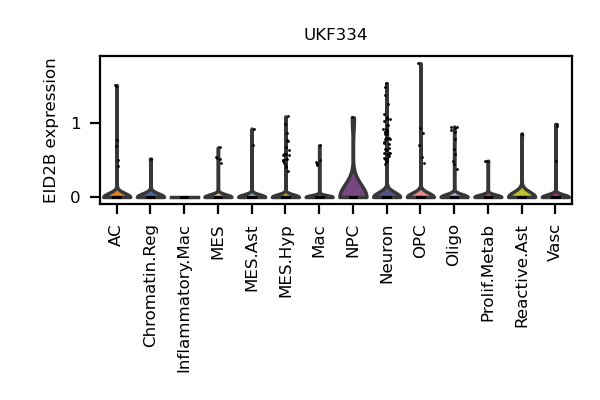 UKF334
EID2B expression
1
0
AC
Chromatin.Reg
Inflammatory.Mac
MES
MES.Ast
MES.Hyp
Mac
NPC
Neuron
OPC
Oligo
Prolif.Metab
Reactive.Ast
Vasc